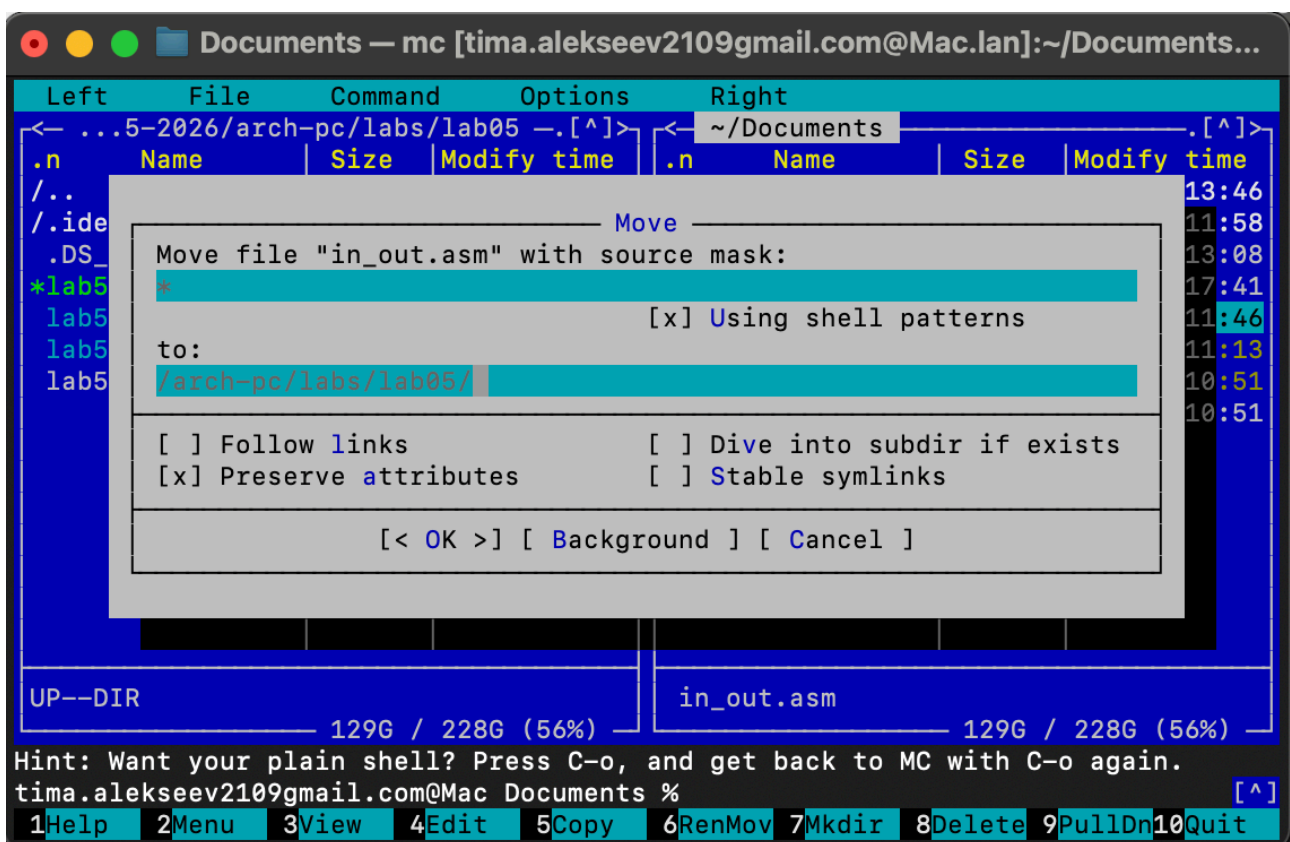 Documents — mc [tima.alekseev2109gmail.com@Mac.lan]:~/Documents...
Left File Command Options Right
<— ...5-2026/arch-pc/labs/lab05 —.[^]> <— ~/Documents —.[^]>
.n Name Size Modify time .n Name Size Modify time
/.. 13:46
/.ide Move 11:58
.DS_ Move file "in_out.asm" with source mask: 13:08
*lab5 * 17:41
lab5 [x] Using shell patterns 11:46
lab5 to: 11:13
lab5 /arch-pc/labs/lab05/ 10:51
10:51
[ ] Follow links [ ] Dive into subdir if exists
[x] Preserve attributes [ ] Stable symlinks
[< OK >] [ Background ] [ Cancel ]
UP--DIR in_out.asm
129G / 228G (56%) 129G / 228G (56%)
Hint: Want your plain shell? Press C-o, and get back to MC with C-o again.
tima.alekseev2109gmail.com@Mac Documents % [^]
1Help 2Menu 3View 4Edit 5Copy 6RenMov 7Mkdir 8Delete 9PullDn 10Quit